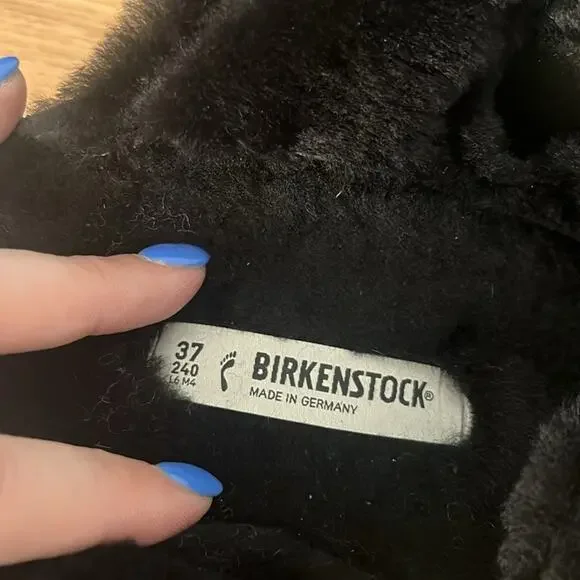 37
240
L6 M4
BIRKENSTOCK®
MADE IN GERMANY